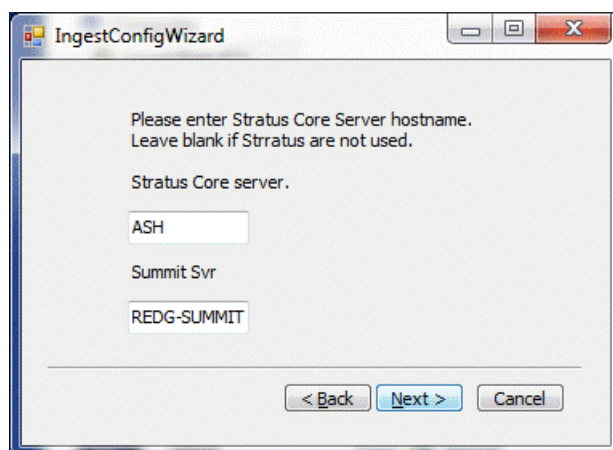 IngestConfigWizard
Please enter Stratus Core Server hostname.
Leave blank if Strratus are not used.
Stratus Core server.
ASH
Summit Svr
REDG-SUMMIT
< Back Next > Cancel